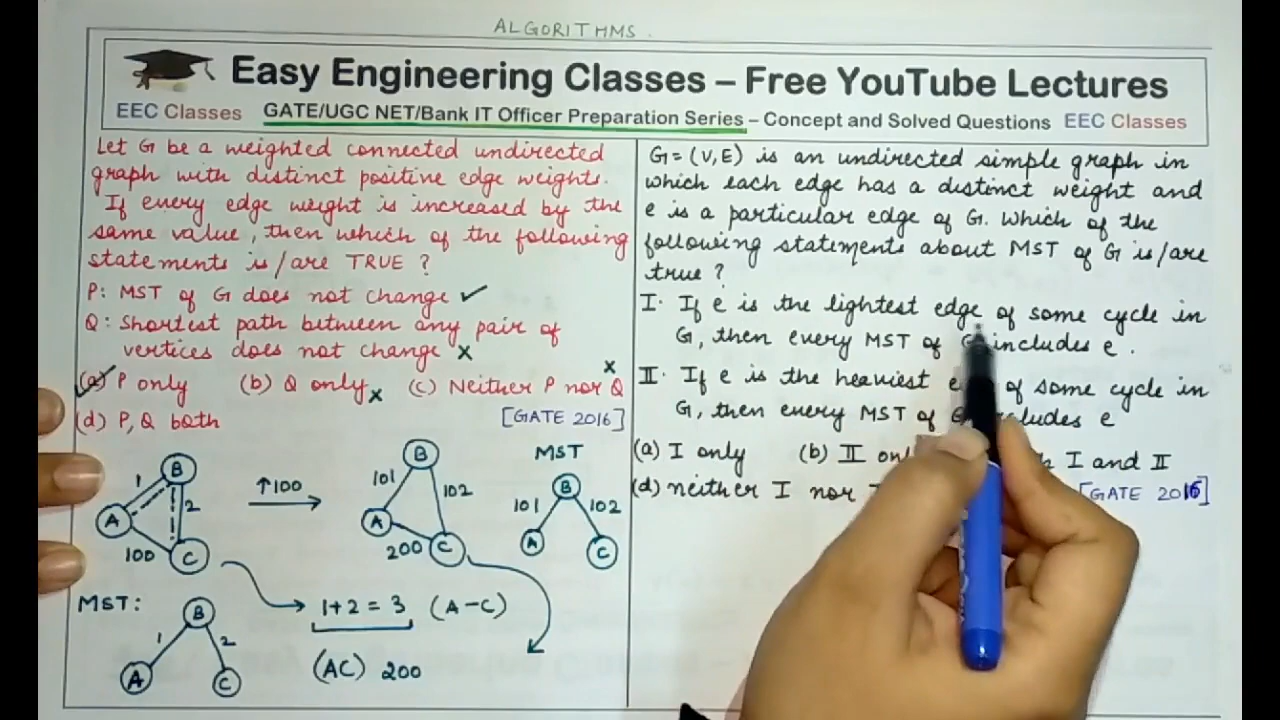 ALGORITHMS.
Easy Engineering Classes – Free YouTube Lectures
EEC Classes GATE/UGC NET/Bank IT Officer Preparation Series – Concept and Solved Questions EEC Classes
Let G be a weighted connected undirected
graph with distinct positive edge weights.
If every edge weight is increased by the
same value, then which of the following
statements is/are TRUE ?
P: MST of G does not change ✓
Q: Shortest path between any pair of
vertices does not change x
(a) P only (b) Q only x (c) Neither P nor Q x
(d) P, Q both [GATE 2016]
B
1
2
A
100
C
↑100
B
101
102
A
200
C
MST
B
101
102
A
C
MST:
B
1
2
A
C
1+2 = 3 (A-C)
(AC) 200
G=(V,E) is an undirected simple graph in
which each edge has a distinct weight and
e is a particular edge of G. Which of the
following statements about MST of G is/are
true ?
I. If e is the lightest edge of some cycle in
G, then every MST of includes e.
II. If e is the heaviest of some cycle in
G, then every MST of e
(a) I only (b) II I and II
(d) neither I nor [GATE 2016]